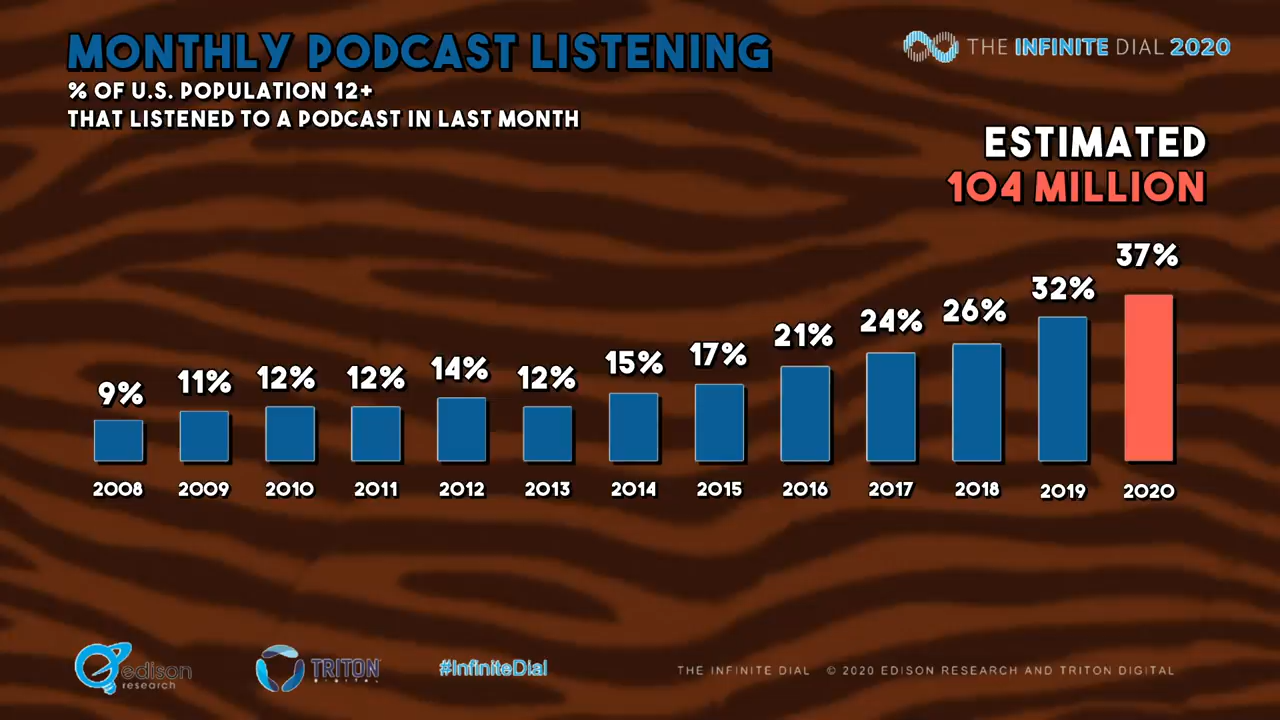 MONTHLY PODCAST LISTENING
THE INFINITE DIAL 2020
% OF U.S. POPULATION 12+
THAT LISTENED TO A PODCAST IN LAST MONTH
ESTIMATED
104 MILLION
9% 11% 12% 12% 14% 12% 15% 17% 21% 24% 26% 32% 37%
2008 2009 2010 2011 2012 2013 2014 2015 2016 2017 2018 2019 2020
edison
research
TRITON
DIGITAL
#InfiniteDial
THE INFINITE DIAL © 2020 EDISON RESEARCH AND TRITON DIGITAL